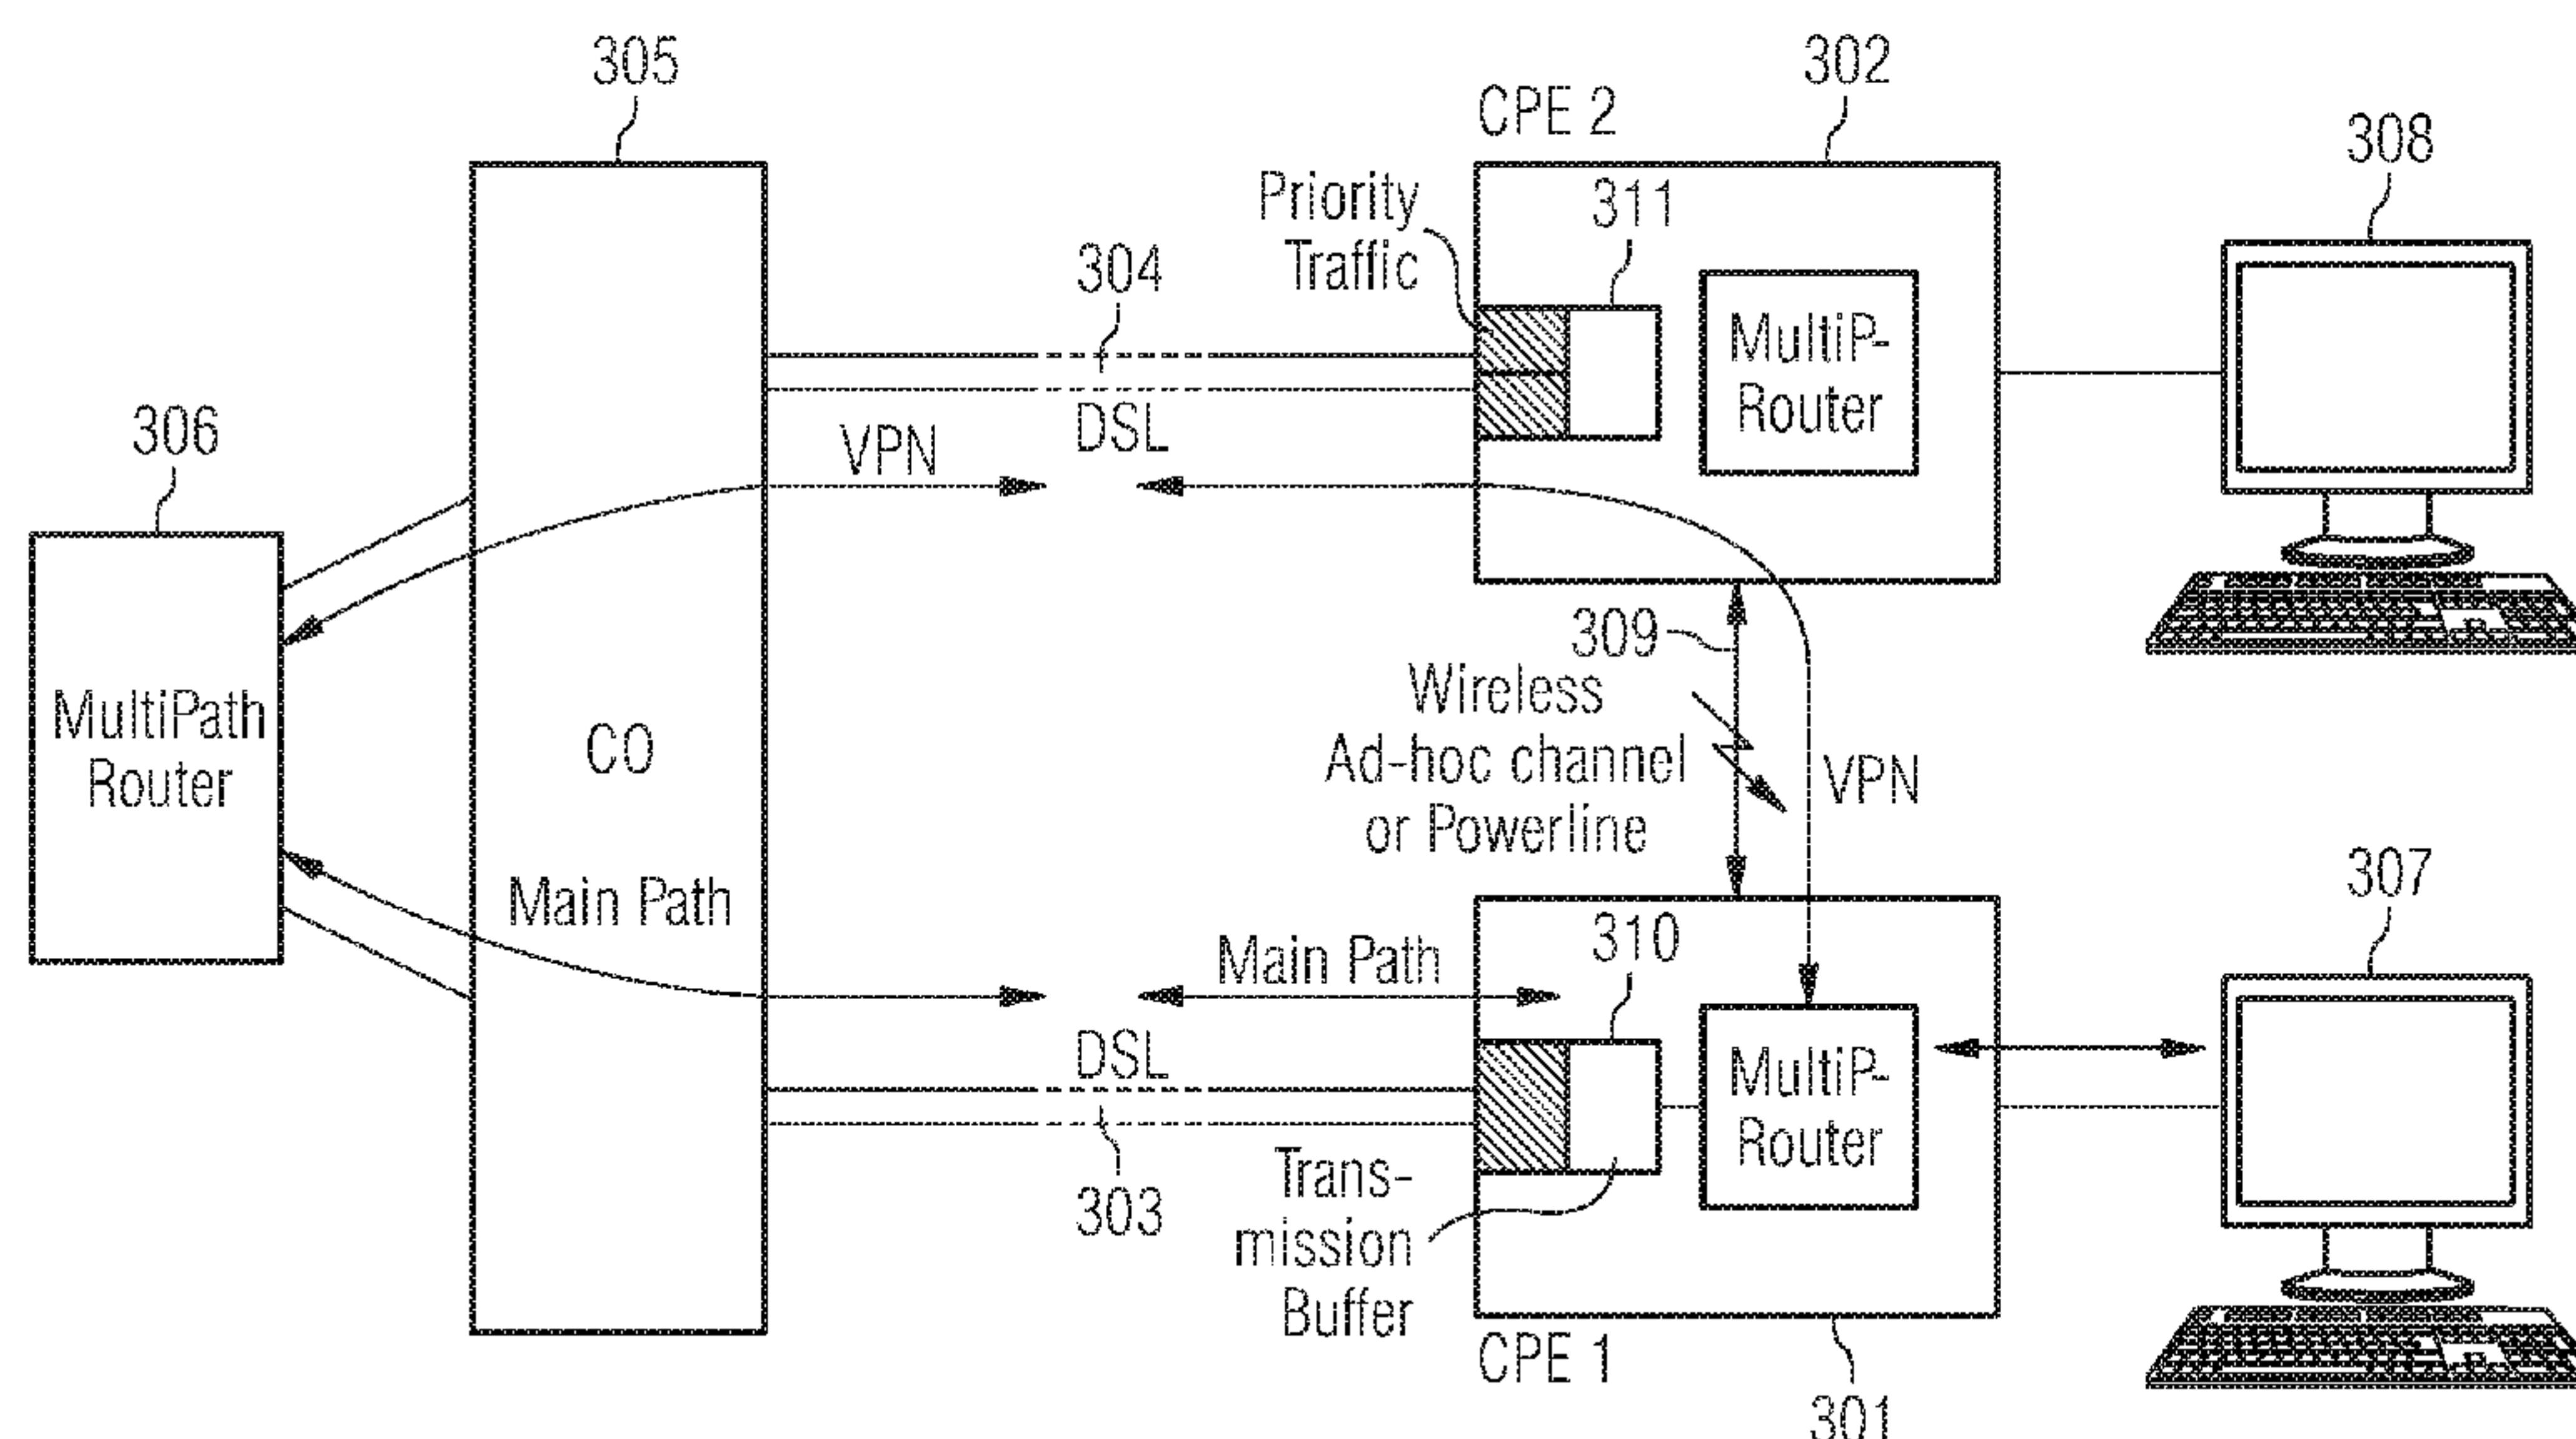 305
302
CPE 2
308
Priority
Traffic
311
304
MultiP-
Router
DSL
306
VPN
309
MultiPath
Router
CO
Wireless
Ad-hoc channel
or Powerline
VPN
307
Main Path
310
Main Path
DSL
MultiP-
Router
303
Trans-
mission
Buffer
CPE 1
301